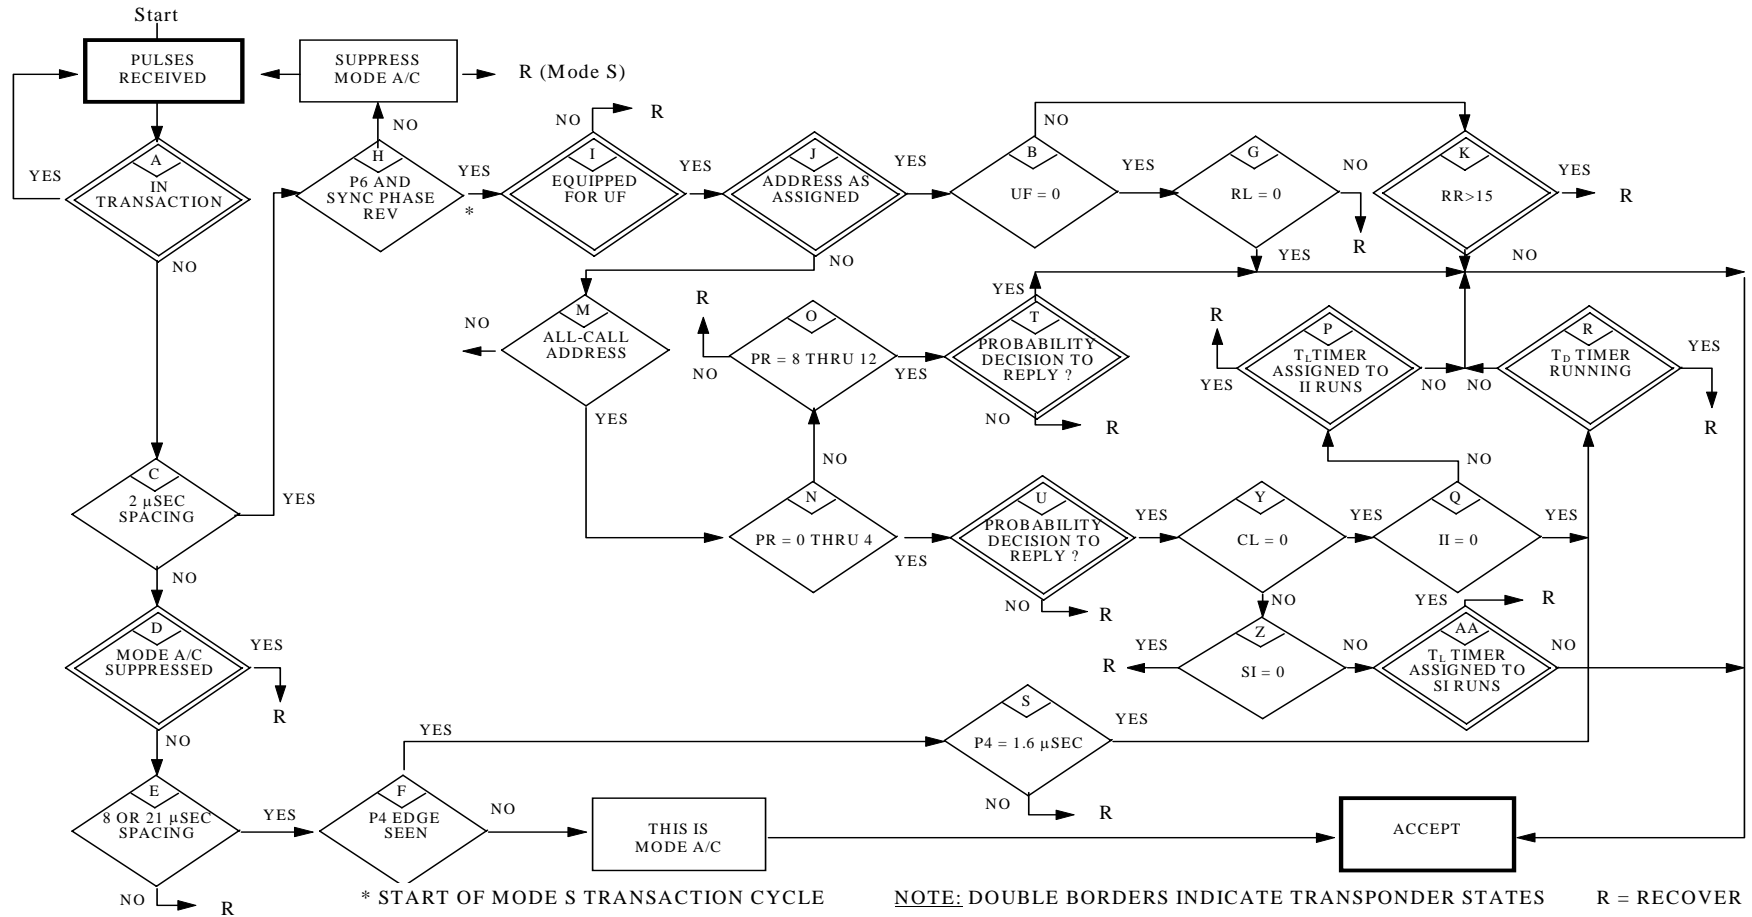 Start
PULSES
RECEIVED
SUPPRESS
MODE A/C
R (Mode S)
YES
A
IN
TRANSACTION
NO
NO
H
P6 AND
SYNC PHASE
REV
YES
*
NO
R
I
EQUIPPED
FOR UF
YES
J
ADDRESS AS
ASSIGNED
YES
NO
NO
B
UF = 0
YES
G
RL = 0
NO
R
YES
K
RR>15
YES
R
NO
NO
M
ALL-CALL
ADDRESS
YES
R
NO
O
PR = 8 THRU 12
YES
NO
YES
T
PROBABILITY
DECISION TO
REPLY ?
NO
R
R
YES
P
TL TIMER
ASSIGNED TO
II RUNS
NO
NO
R
TD TIMER
RUNNING
YES
R
C
2 µSEC
SPACING
YES
NO
N
PR = 0 THRU 4
YES
U
PROBABILITY
DECISION TO
REPLY ?
YES
NO
R
Y
CL = 0
YES
NO
NO
Q
II = 0
YES
D
MODE A/C
SUPPRESSED
YES
R
NO
YES
R
Z
SI = 0
NO
YES
R
AA
TL TIMER
ASSIGNED TO
SI RUNS
NO
YES
S
P4 = 1.6 µSEC
YES
NO
R
E
8 OR 21 µSEC
SPACING
YES
NO
R
F
P4 EDGE
SEEN
NO
THIS IS
MODE A/C
ACCEPT
* START OF MODE S TRANSACTION CYCLE
NOTE: DOUBLE BORDERS INDICATE TRANSPONDER STATES
R = RECOVER